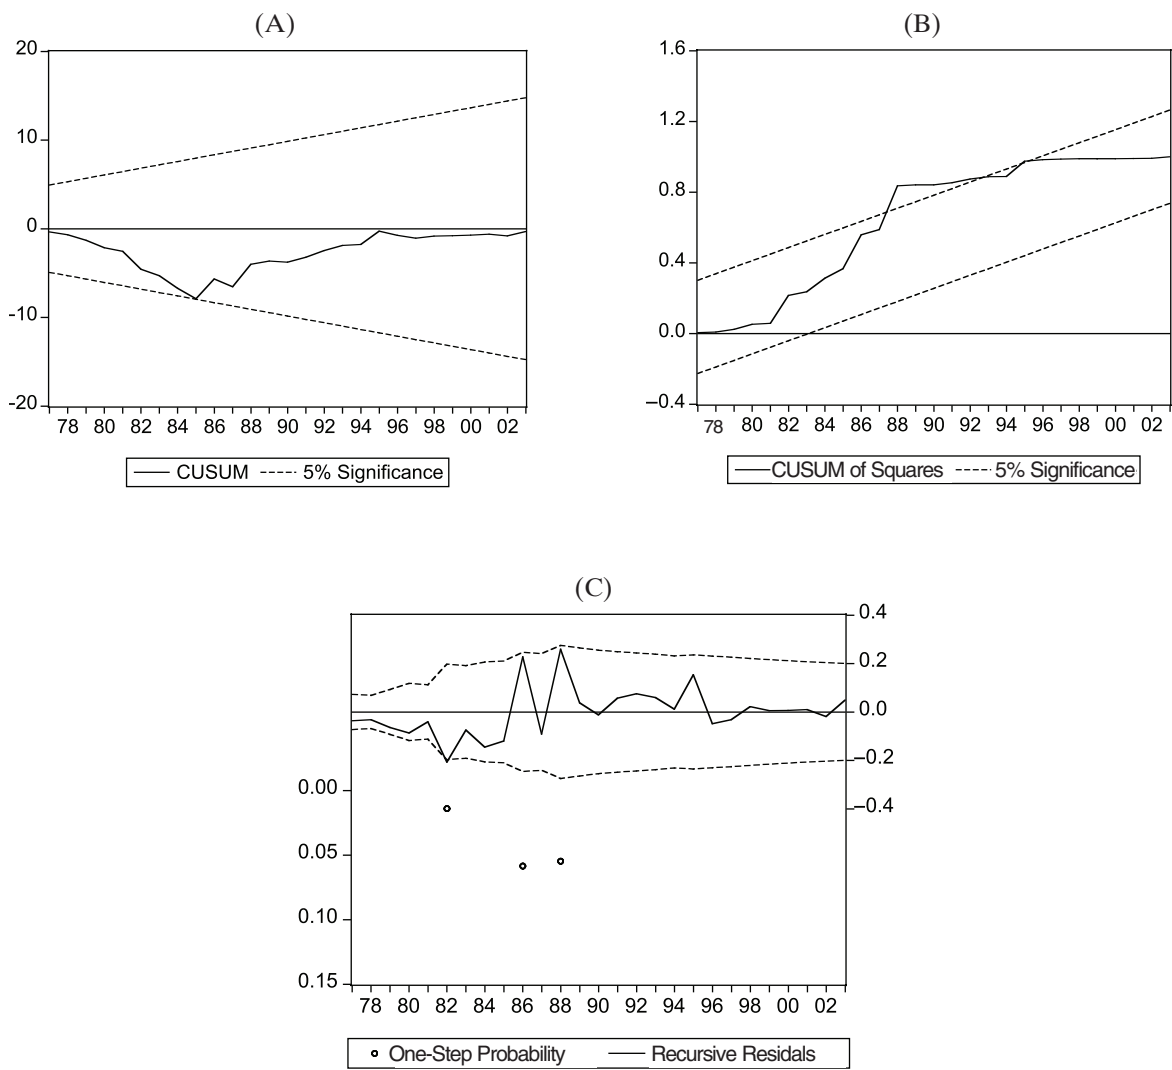 (A)
20
10
0
-10
-20
78 80 82 84 86 88 90 92 94 96 98 00 02
CUSUM 5% Significance
(B)
1.6
1.2
0.8
0.4
0.0
–0.4
78 80 82 84 86 88 90 92 94 96 98 00 02
CUSUM of Squares 5% Significance
(C)
0.4
0.2
0.0
–0.2
–0.4
0.00
0.05
0.10
0.15
78 80 82 84 86 88 90 92 94 96 98 00 02
One-Step Probability Recursive Residals